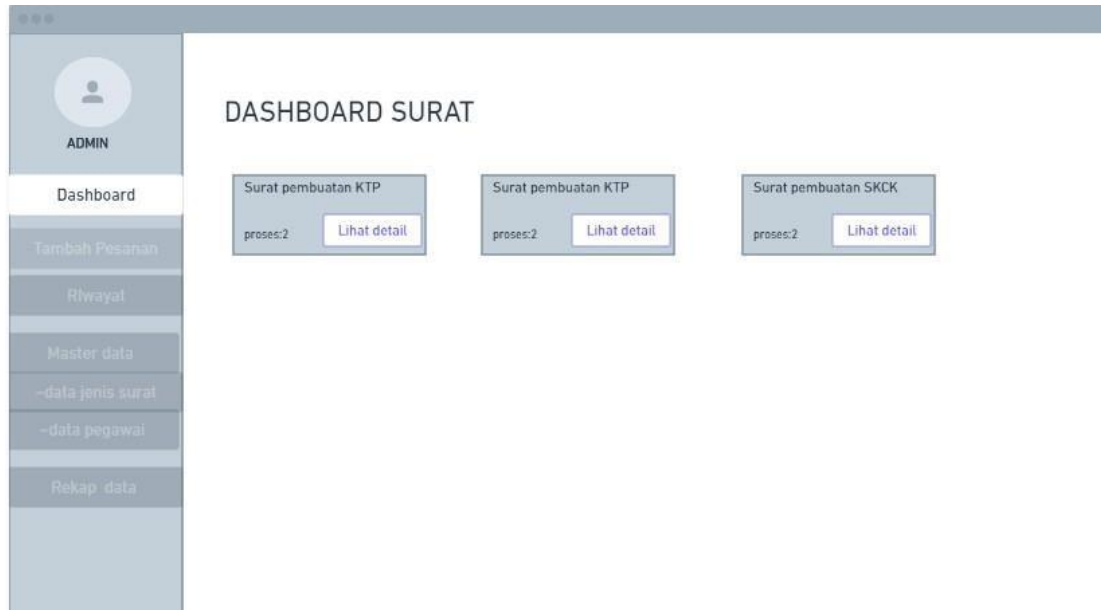 ADMIN
Dashboard
Tambah Pesanan
RIwayat
Master data
-data jenis surat
-data pegawai
Rekap data
DASHBOARD SURAT
Surat pembuatan KTP
proses:2
Lihat detail
Surat pembuatan KTP
proses:2
Lihat detail
Surat pembuatan SKCK
proses:2
Lihat detail